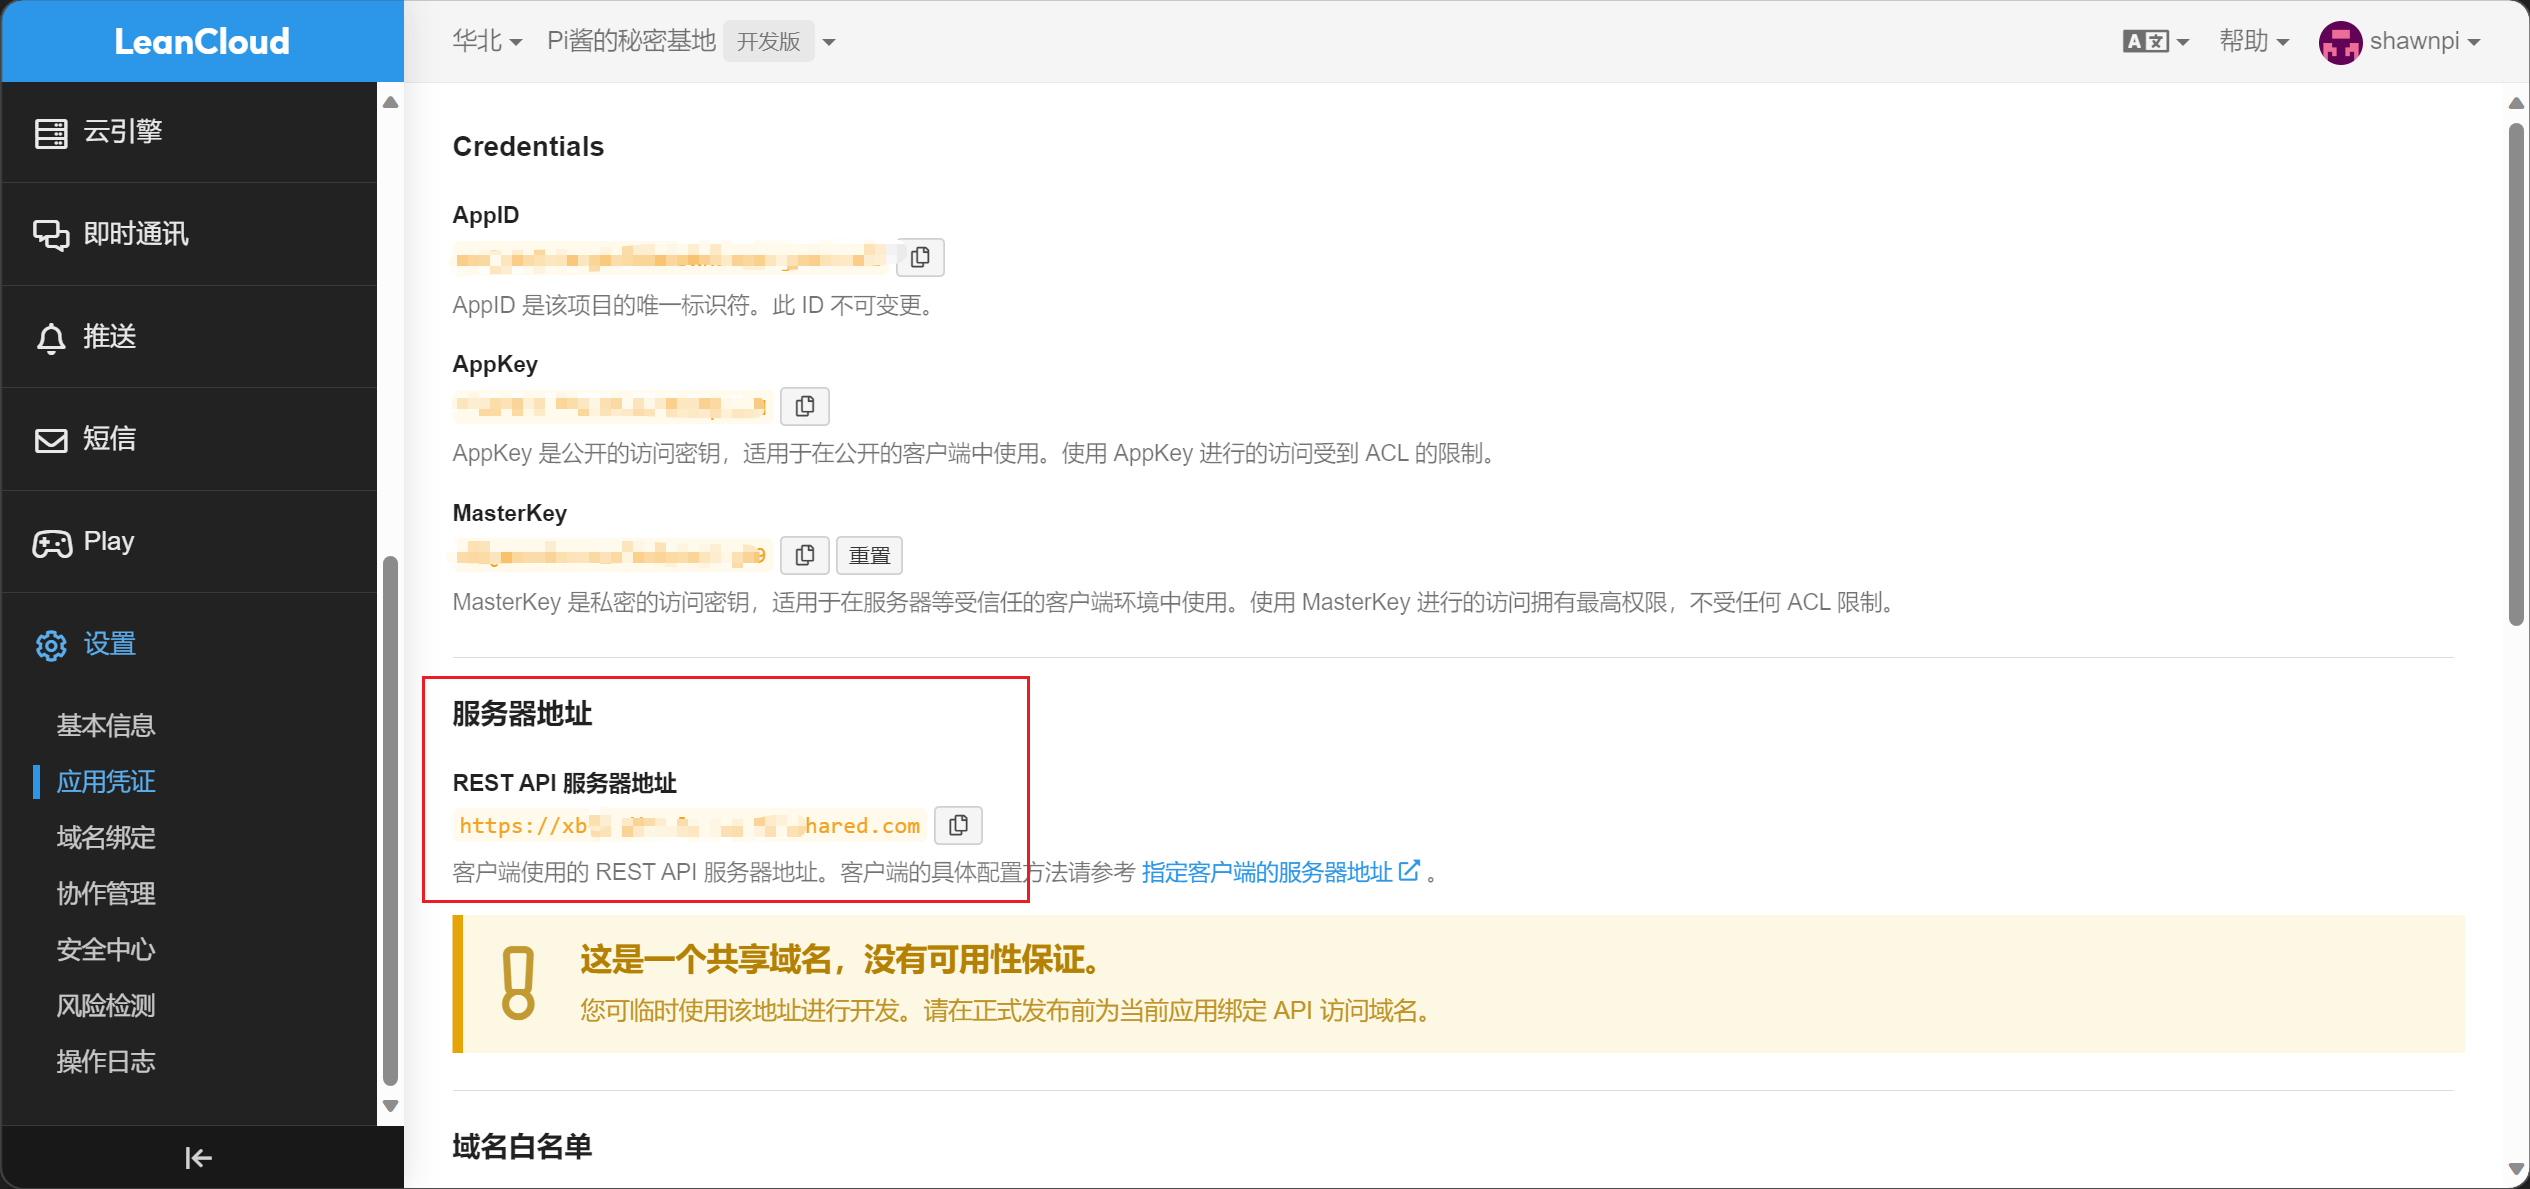 LeanCloud
华北
Pi酱的秘密基地
开发版
帮助
shawnpi
云引擎
即时通讯
推送
短信
Play
设置
基本信息
应用凭证
域名绑定
协作管理
安全中心
风险检测
操作日志
Credentials
AppID
AppID 是该项目的唯一标识符。此 ID 不可变更。
AppKey
AppKey 是公开的访问密钥，适用于在公开的客户端中使用。使用 AppKey 进行的访问受到 ACL 的限制。
MasterKey
重置
MasterKey 是私密的访问密钥，适用于在服务器等受信任的客户端环境中使用。使用 MasterKey 进行的访问拥有最高权限，不受任何 ACL 限制。
服务器地址
REST API 服务器地址
https://xb hared.com
客户端使用的 REST API 服务器地址。客户端的具体配置方法请参考 指定客户端的服务器地址 。
这是一个共享域名，没有可用性保证。
您可临时使用该地址进行开发。请在正式发布前为当前应用绑定 API 访问域名。
域名白名单